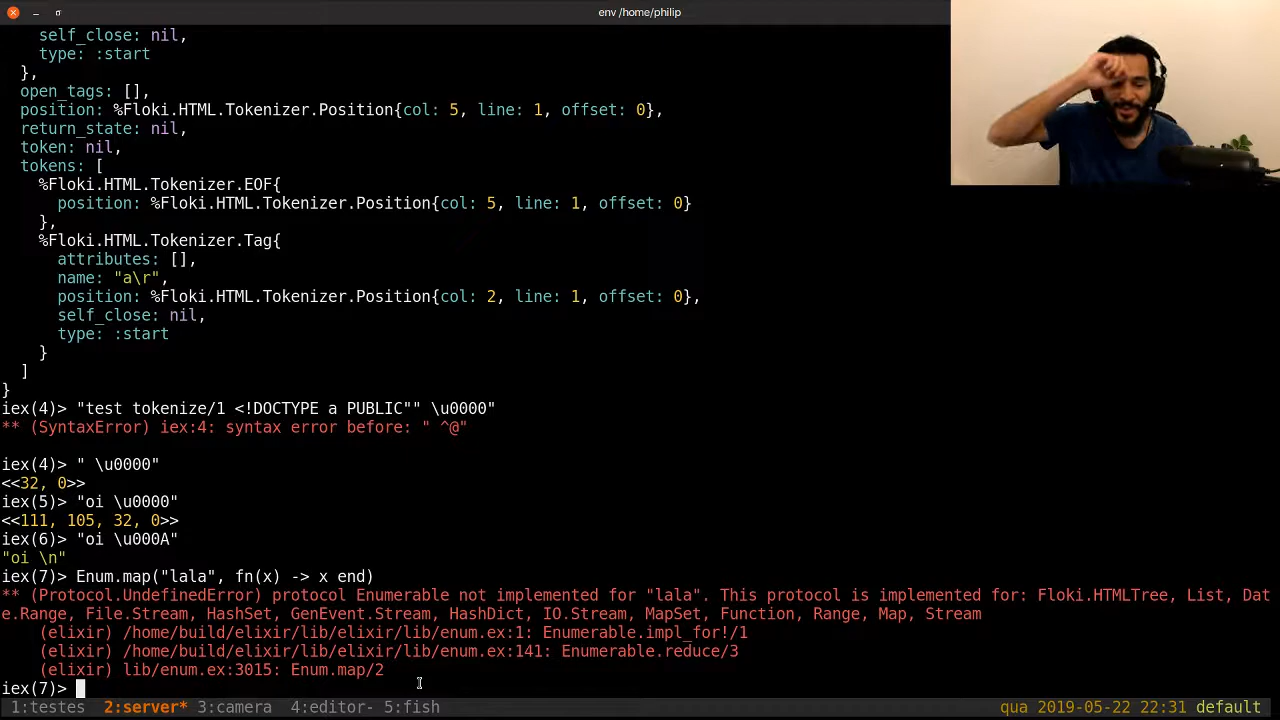 env /home/philip
    self_close: nil,
    type: :start
  },
  open_tags: [],
  position: %Floki.HTML.Tokenizer.Position{col: 5, line: 1, offset: 0},
  return_state: nil,
  token: nil,
  tokens: [
    %Floki.HTML.Tokenizer.EOF{
      position: %Floki.HTML.Tokenizer.Position{col: 5, line: 1, offset: 0}
    },
    %Floki.HTML.Tokenizer.Tag{
      attributes: [],
      name: "a\r",
      position: %Floki.HTML.Tokenizer.Position{col: 2, line: 1, offset: 0},
      self_close: nil,
      type: :start
    }
  ]
}
iex(4)> "test tokenize/1 <!DOCTYPE a PUBLIC"" \u0000"
** (SyntaxError) iex:4: syntax error before: " ^@"
iex(4)> " \u0000"
<<32, 0>>
iex(5)> "oi \u0000"
<<111, 105, 32, 0>>
iex(6)> "oi \u000A"
"oi \n"
iex(7)> Enum.map("lala", fn(x) -> x end)
** (Protocol.UndefinedError) protocol Enumerable not implemented for "lala". This protocol is implemented for: Floki.HTMLTree, List, Dat
e.Range, File.Stream, HashSet, GenEvent.Stream, HashDict, IO.Stream, MapSet, Function, Range, Map, Stream
    (elixir) /home/build/elixir/lib/elixir/lib/enum.ex:1: Enumerable.impl_for!/1
    (elixir) /home/build/elixir/lib/elixir/lib/enum.ex:141: Enumerable.reduce/3
    (elixir) lib/enum.ex:3015: Enum.map/2
iex(7)>
1:testes  2:server* 3:camera  4:editor- 5:fish qua 2019-05-22 22:31 default